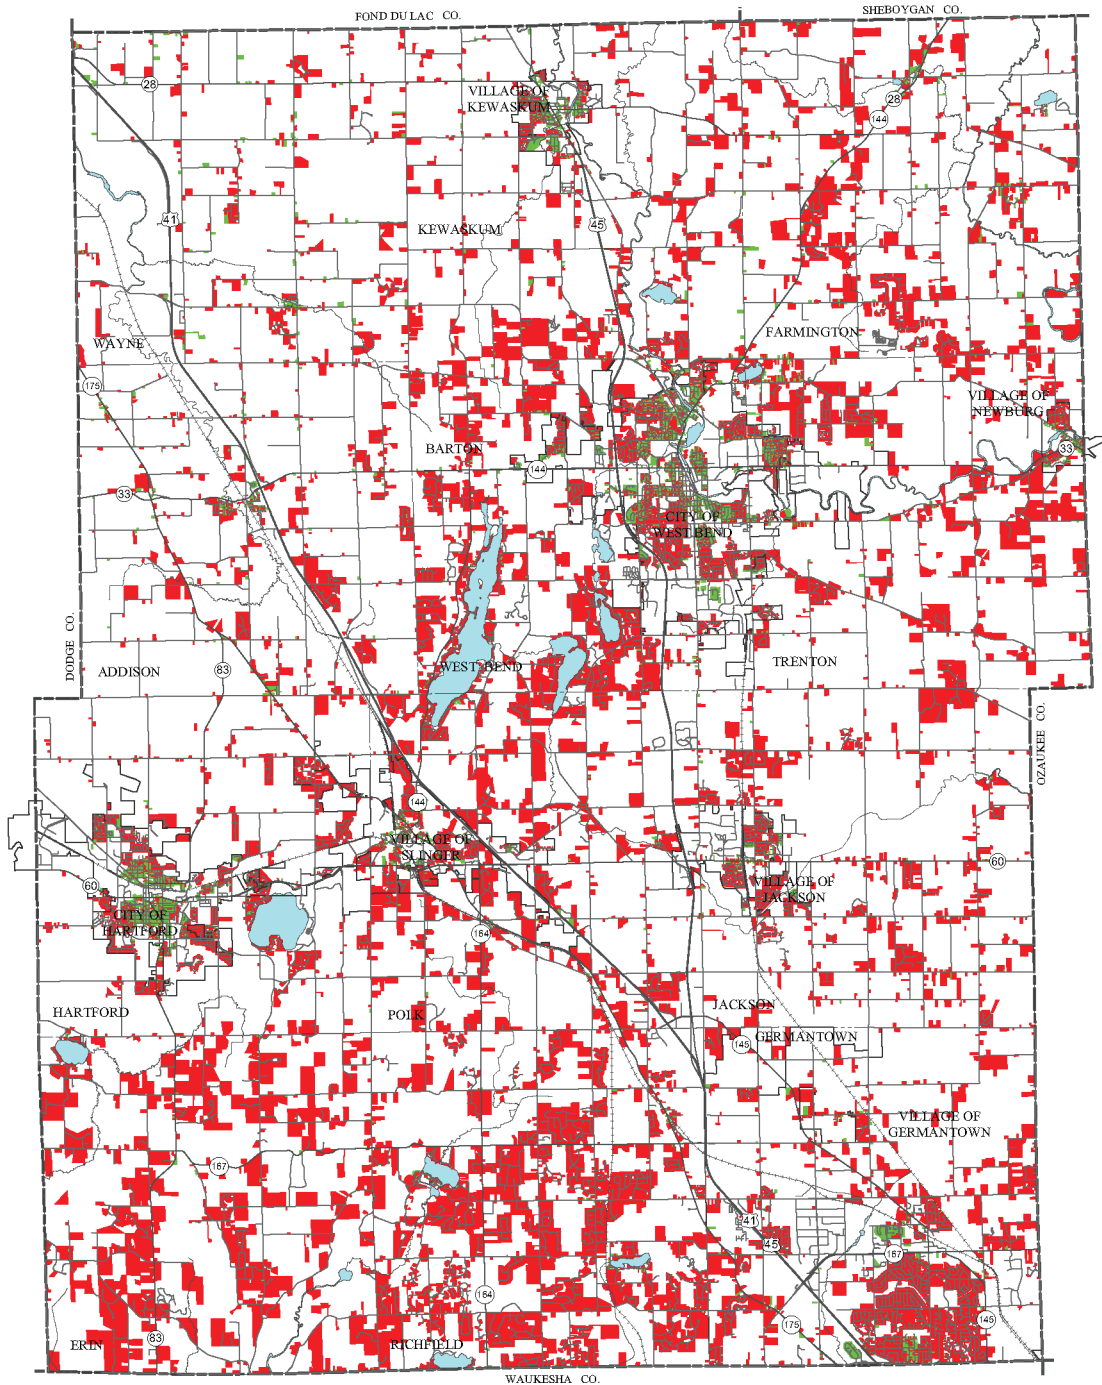 FOND DU LAC CO.
SHEBOYGAN CO.
28
VILLAGE OF
KEWASKUM
28
144
41
45
KEWASKUM
FARMINGTON
WAYNE
175
VILLAGE OF
NEWBURG
BARTON
33
144
33
CITY OF
WEST BEND
DODGE CO.
ADDISON
83
WEST BEND
TRENTON
OZAUKEE CO.
144
VILLAGE OF
SLINGER
60
60
VILLAGE OF
JACKSON
CITY OF
HARTFORD
164
HARTFORD
POLK
JACKSON
145
GERMANTOWN
VILLAGE OF
GERMANTOWN
167
41
45
167
164
175
145
83
ERIN
RICHFIELD
WAUKESHA CO.